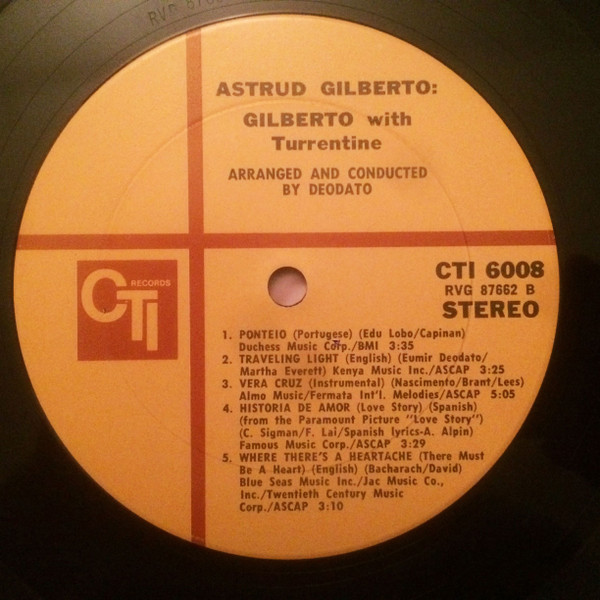 RVG 8766
ASTRUD GILBERTO:
GILBERTO with
Turrentine
ARRANGED AND CONDUCTED
BY DEODATO
CTI RECORDS
CTI 6008
RVG 87662 B
STEREO
1. PONTEIO (Portugese) (Edu Lobo/Capinan)
Duchess Music Corp./BMI 3:35
2. TRAVELING LIGHT (English) (Eumir Deodato/
Martha Everett) Kenya Music Inc./ASCAP 3:25
3. VERA CRUZ (Instrumental) (Nascimento/Brant/Lees)
Almo Music/Fermata Int'l. Melodies/ASCAP 5:05
4. HISTORIA DE AMOR (Love Story) (Spanish)
(from the Paramount Picture "Love Story")
(C. Sigman/F. Lai/Spanish lyrics-A. Alpin)
Famous Music Corp./ASCAP 3:29
5. WHERE THERE'S A HEARTACHE (There Must
Be A Heart) (English) (Bacharach/David)
Blue Seas Music Inc./Jac Music Co.,
Inc./Twentieth Century Music
Corp./ASCAP 3:10